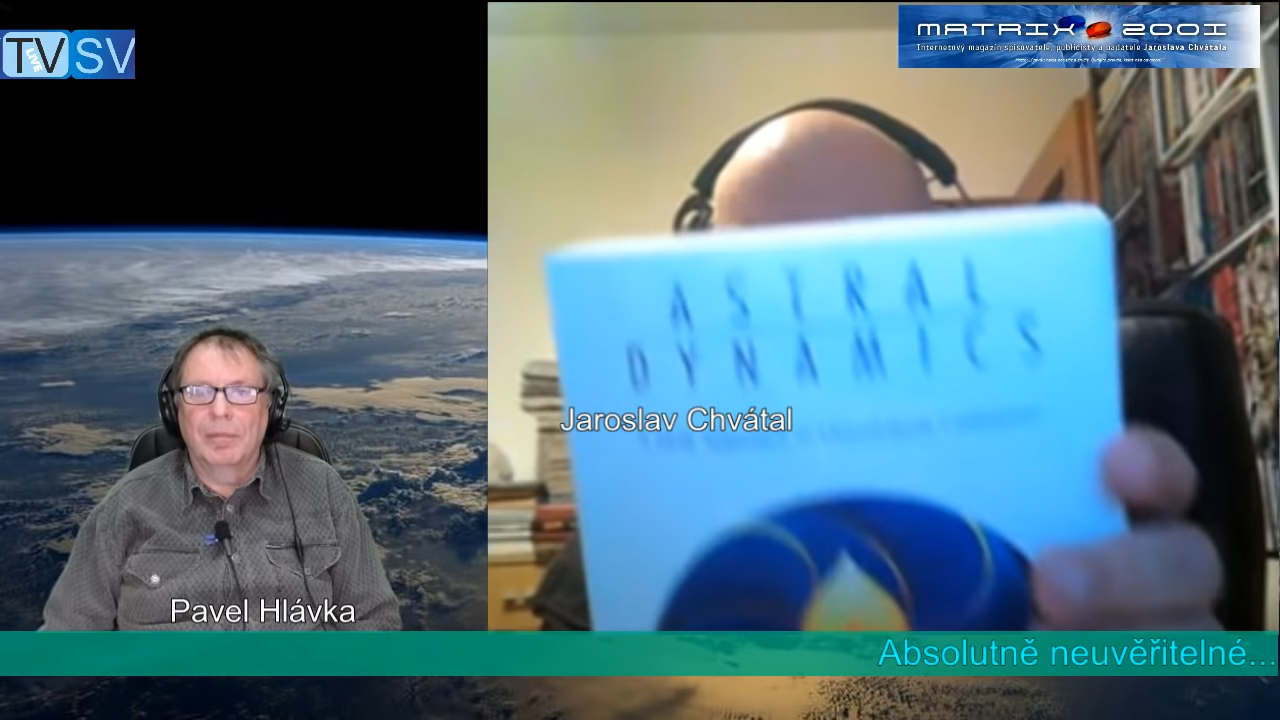 TV SV
LIVE
MATRIX 2001
Internetový magazín spisovatele, publicisty a badatele Jaroslava Chvátala
ASTRAL
DYNAMICS
Jaroslav Chvátal
Pavel Hlávka
Absolutně neuvěřitelné...